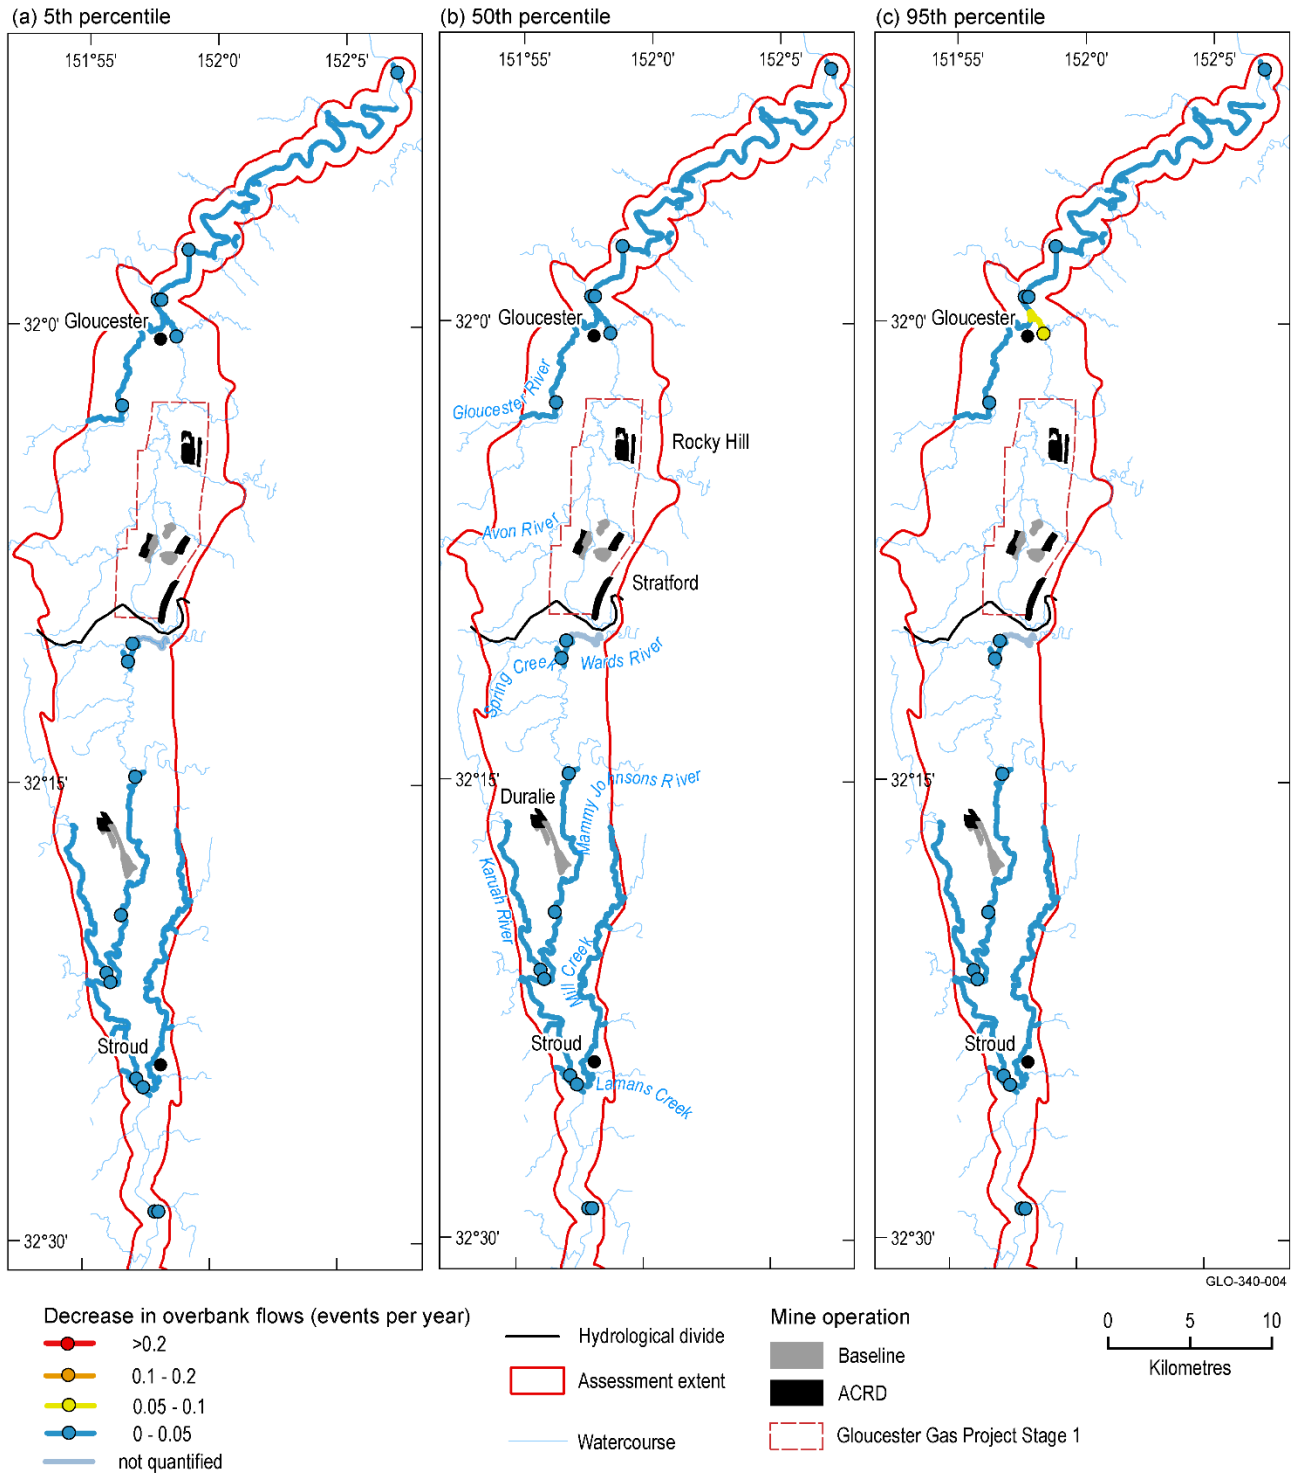 (a) 5th percentile
(b) 50th percentile
(c) 95th percentile
151°55'
152°0'
152°5'
151°55'
152°0'
152°5'
151°55'
152°0'
152°5'
32°0'
Gloucester
32°15'
Stroud
32°30'
32°0'
Gloucester
Gloucester River
Rocky Hill
Avon River
Stratford
Spring Creek
Wards River
32°15'
Mammy Johnsons River
Duralie
Karuah River
Mill Creek
Stroud
Lamans Creek
32°30'
32°0'
Gloucester
32°15'
Stroud
32°30'
GLO-340-004
Decrease in overbank flows (events per year)
>0.2
0.1 - 0.2
0.05 - 0.1
0 - 0.05
not quantified
Hydrological divide
Assessment extent
Watercourse
Mine operation
Baseline
ACRD
Gloucester Gas Project Stage 1
0 5 10
Kilometres